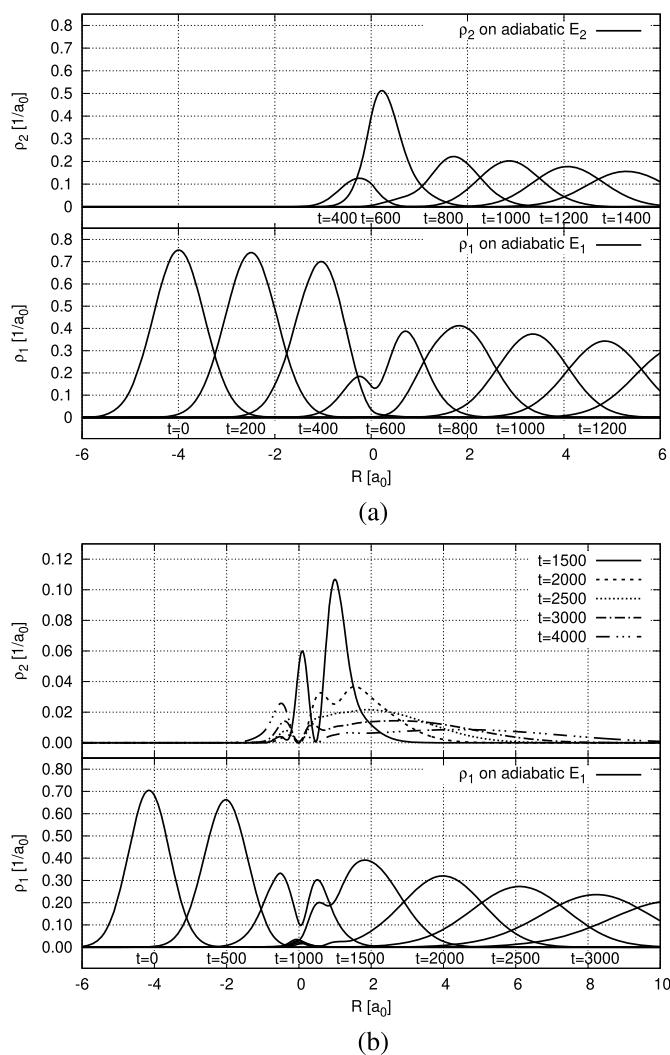 0.8
0.7
0.6
0.5
0.4
0.3
0.2
0.1
0
ρ2 [1/a0]
ρ2 on adiabatic E2
t=400 t=600 t=800 t=1000 t=1200 t=1400
0.8
0.7
0.6
0.5
0.4
0.3
0.2
0.1
0
ρ1 [1/a0]
ρ1 on adiabatic E1
t=0 t=200 t=400 t=600 t=800 t=1000 t=1200
-6 -4 -2 0 2 4 6
R [a0]
(a)
0.12
0.10
0.08
0.06
0.04
0.02
0.00
ρ2 [1/a0]
t=1500
t=2000
t=2500
t=3000
t=4000
0.80
0.70
0.60
0.50
0.40
0.30
0.20
0.10
0.00
ρ1 [1/a0]
ρ1 on adiabatic E1
t=0 t=500 t=1000 t=1500 t=2000 t=2500 t=3000
-6 -4 -2 0 2 4 6 8 10
R [a0]
(b)